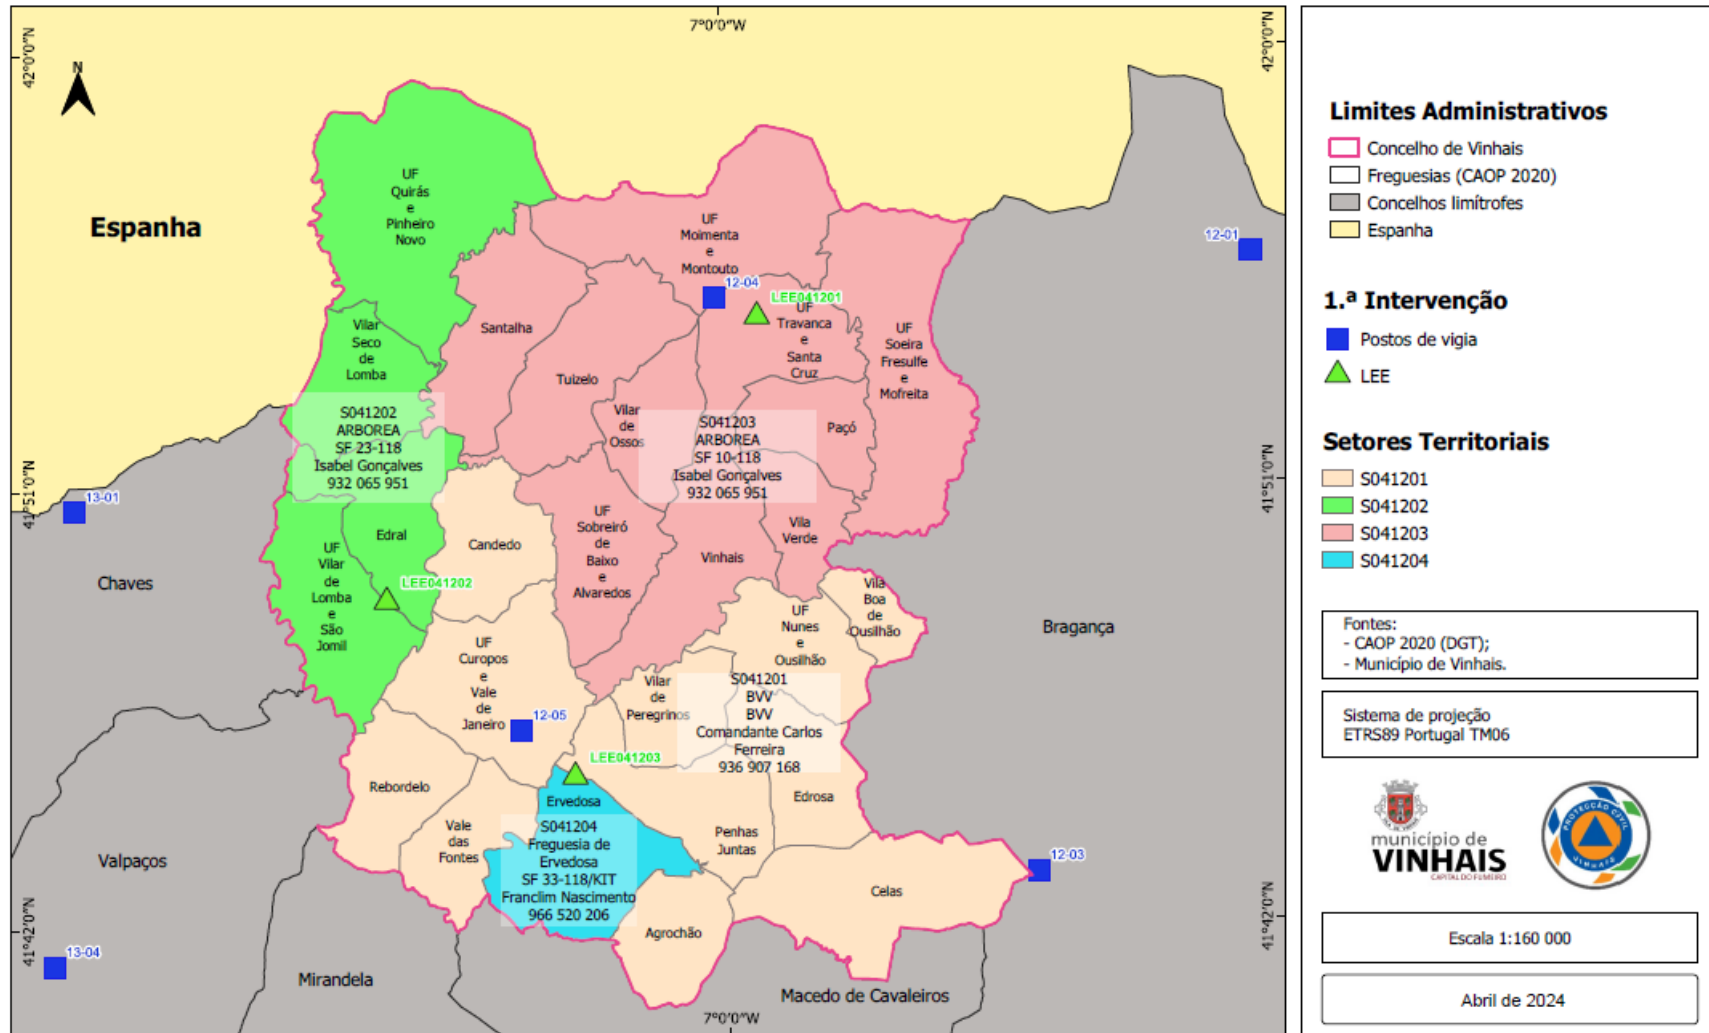 7°0'0"W
42°0'0"N
42°0'0"N
N
Espanha
UF
Quirás
e
Pinheiro
Novo
UF
Moimenta
e
Montouto
12-01
12-04
LEE041201
UF
Travanca
e
Santa
Cruz
UF
Soeira
Fresulfe
e
Mofreita
Santalha
Vilar
Seco
de
Lomba
Tuizelo
Vilar
de
Ossos
Paçó
S041202
ARBOREA
SF 23-118
Isabel Gonçalves
932 065 951
S041203
ARBOREA
SF 10-118
Isabel Gonçalves
932 065 951
41°51'0"N
41°51'0"N
13-01
Edral
Candedo
UF
Sobreiró
de
Baixo
e
Alvaredos
Vinhais
Vila
Verde
UF
Vilar
de
Lomba
e
São
Jomil
LEE041202
Chaves
Vila
Boa
de
Ousilhão
UF
Nunes
e
Ousilhão
Bragança
UF
Curopos
e
Vale
de
Janeiro
Vilar
de
Peregrinos
S041201
BVV
BVV
Comandante Carlos
Ferreira
936 907 168
12-05
LEE041203
Rebordelo
Ervedosa
Edrosa
Vale
das
Fontes
Penhas
Juntas
S041204
Freguesia de
Ervedosa
SF 33-118/KIT
Franclim Nascimento
966 520 206
Valpaços
12-03
Celas
Agrochão
41°42'0"N
41°42'0"N
13-04
Mirandela
Macedo de Cavaleiros
7°0'0"W
Limites Administrativos
Concelho de Vinhais
Freguesias (CAOP 2020)
Concelhos limítrofes
Espanha
1.ª Intervenção
Postos de vigia
LEE
Setores Territoriais
S041201
S041202
S041203
S041204
Fontes:
- CAOP 2020 (DGT);
- Município de Vinhais.
Sistema de projeção
ETRS89 Portugal TM06
município de
VINHAIS
CAPITAL DO FUMEIRO
PROTECÇÃO CIVIL
VINHAIS
Escala 1:160 000
Abril de 2024